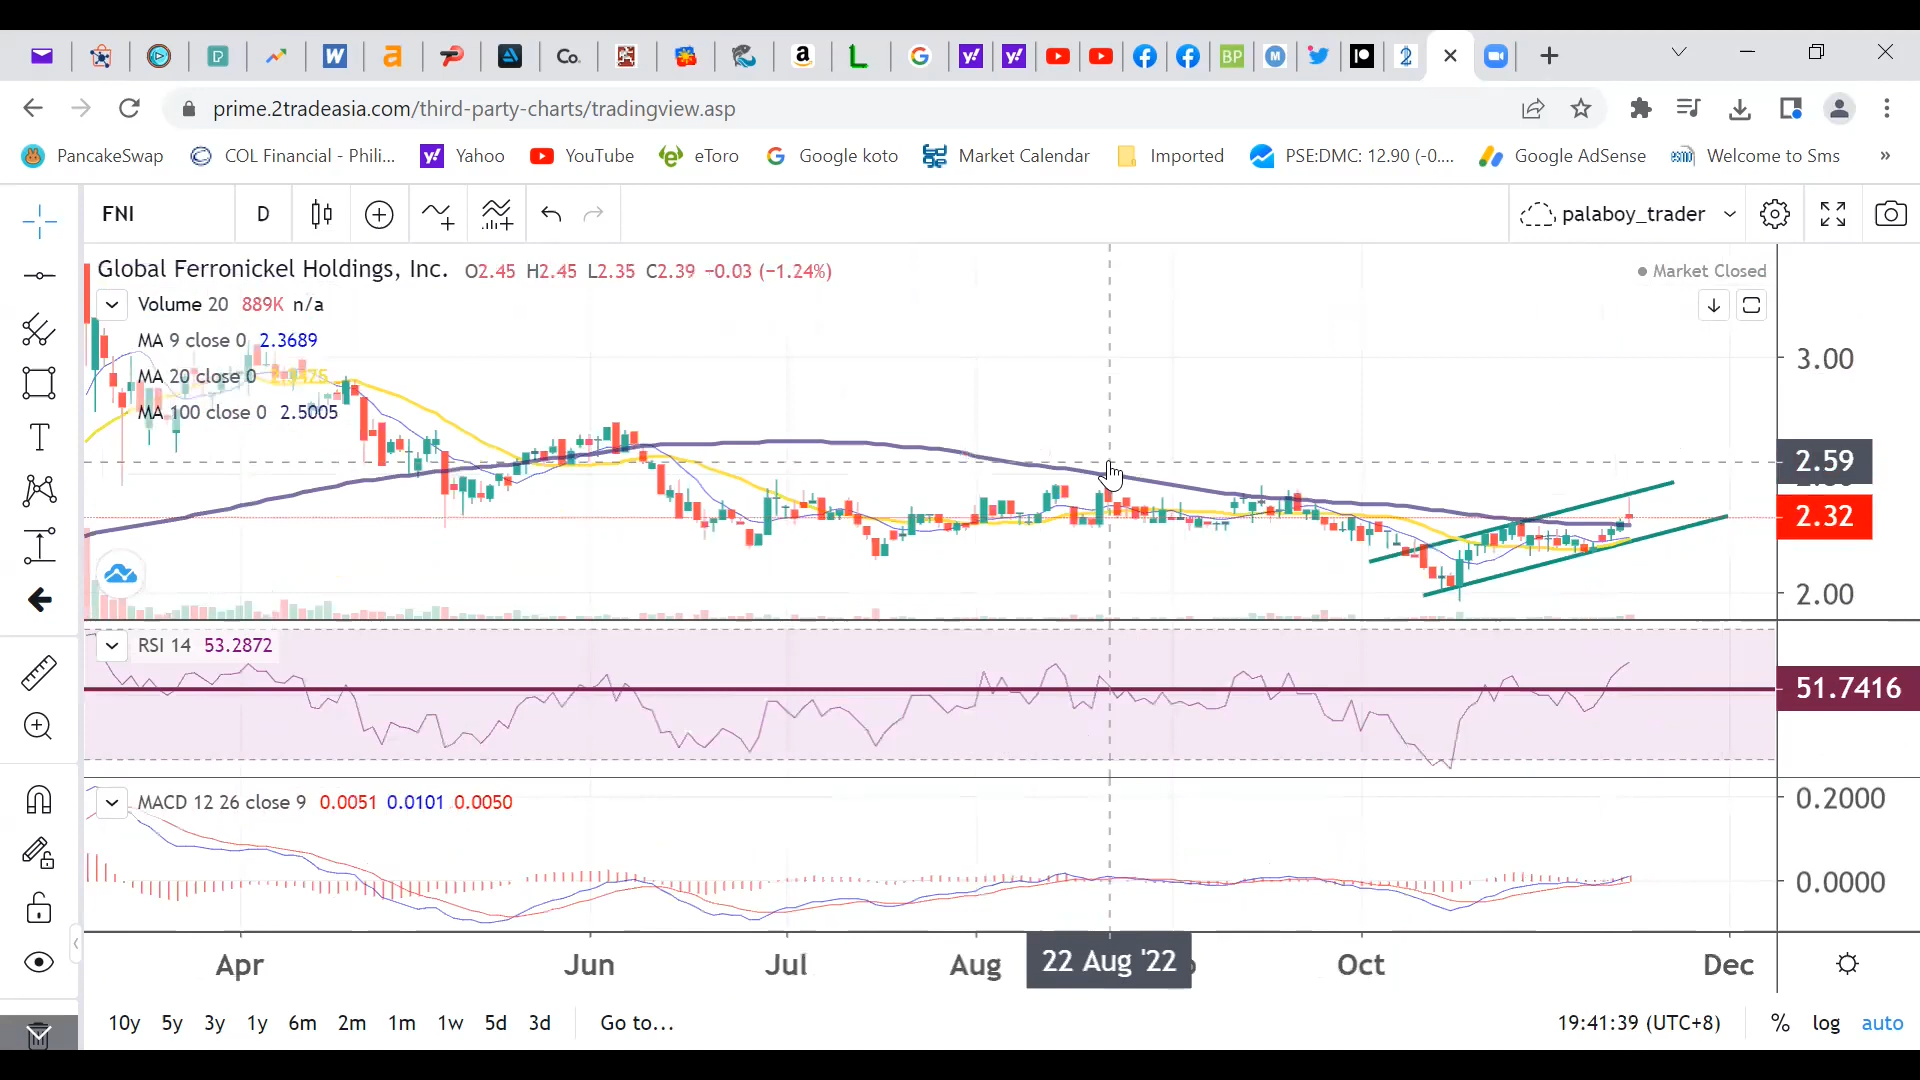 Co.
BP
prime.2tradeasia.com/third-party-charts/tradingview.asp
PancakeSwap COL Financial - Phili... Yahoo YouTube eToro Google koto Market Calendar Imported PSE:DMC: 12.90 (-0.... Google AdSense Welcome to Sms »
FNI D palaboy_trader
Global Ferronickel Holdings, Inc. O2.45 H2.45 L2.35 C2.39 −0.03 (−1.24%) Market Closed
Volume 20 889K n/a
MA 9 close 0 2.3689
MA 20 close 0
MA 100 close 0 2.5005
3.00
2.59
2.32
2.00
RSI 14 53.2872
51.7416
MACD 12 26 close 9 0.0051 0.0101 0.0050
0.2000
0.0000
Apr Jun Jul Aug 22 Aug '22 Oct Dec
10y 5y 3y 1y 6m 2m 1m 1w 5d 3d Go to... 19:41:39 (UTC+8) % log auto